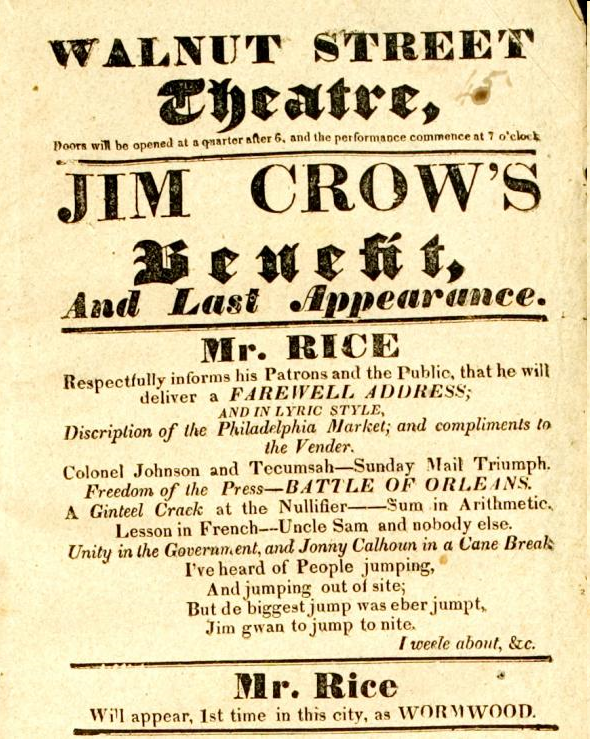 WALNUT STREET
Theatre,
Doors will be opened at a quarter after 6, and the performance commence at 7 o'clock.
JIM CROW'S
Benefit,
And Last Appearance.
Mr. RICE
Respectfully informs his Patrons and the Public, that he will
deliver a FAREWELL ADDRESS;
AND IN LYRIC STYLE,
Discription of the Philadelphia Market; and compliments to
the Vender.
Colonel Johnson and Tecumsah—Sunday Mail Triumph.
Freedom of the Press—BATTLE OF ORLEANS.
A Ginteel Crack at the Nullifier——Sum in Arithmetic.
Lesson in French--Uncle Sam and nobody else.
Unity in the Government, and Jonny Calhoun in a Cane Break
I've heard of People jumping,
And jumping out of site;
But de biggest jump was eber jumpt,
Jim gwan to jump to nite.
I weele about, &c.
Mr. Rice
Will appear, 1st time in this city, as WORMWOOD.